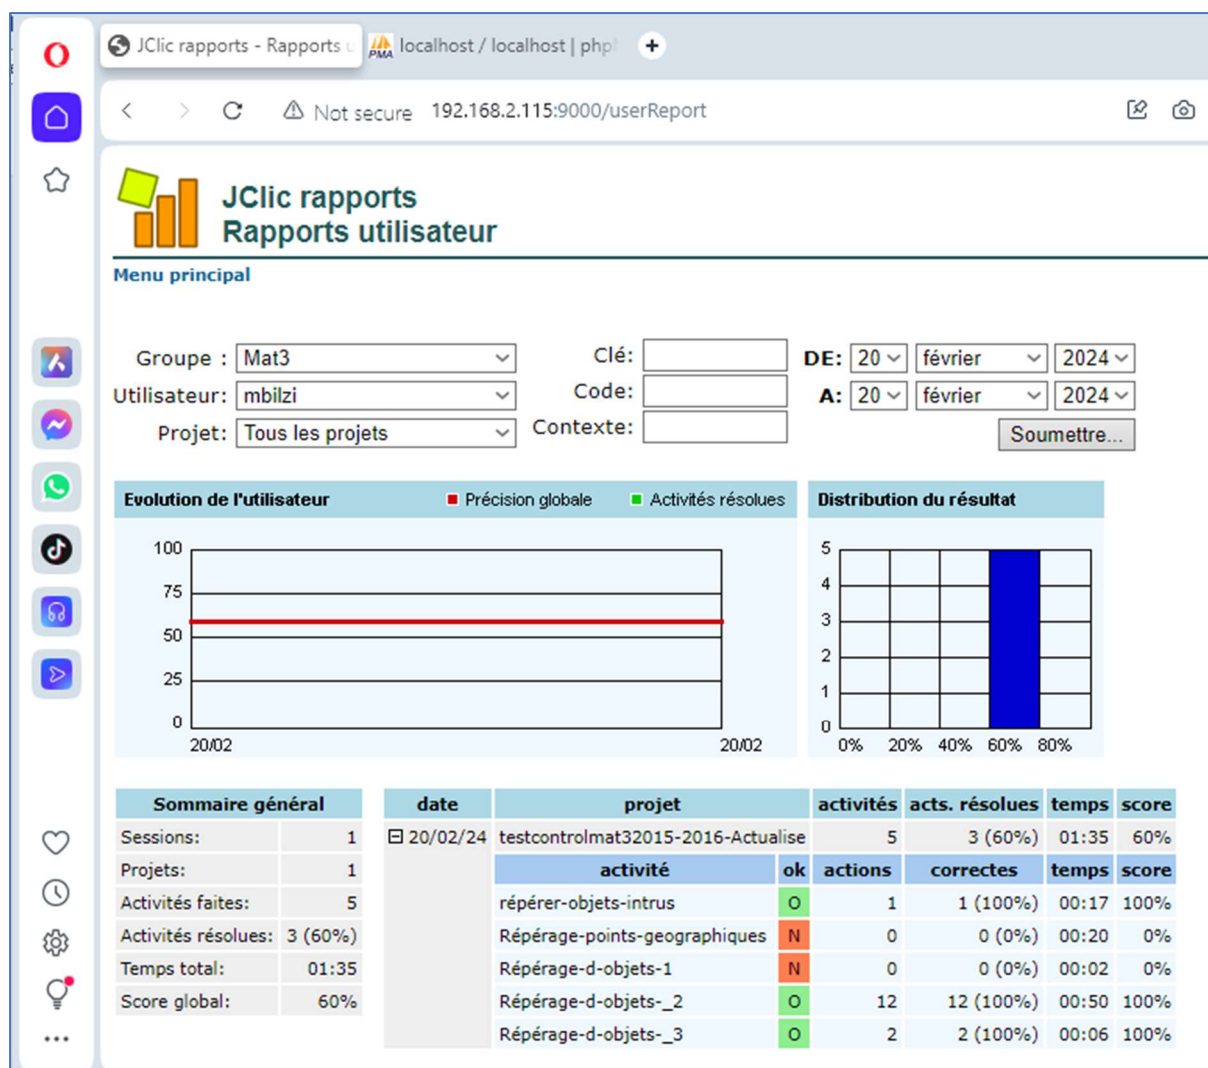 JClic rapports - Rapports u
PMA localhost / localhost | php
Not secure 192.168.2.115:9000/userReport
JClic rapports
Rapports utilisateur
Menu principal
Groupe : Mat3 Clé: DE: 20 février 2024
Utilisateur: mbilzi Code: A: 20 février 2024
Projet: Tous les projets Contexte: Soumettre...
Evolution de l'utilisateur Précision globale Activités résolues
100
75
50
25
0
20/02 20/02
Distribution du résultat
5
4
3
2
1
0
0% 20% 40% 60% 80%
Sommaire général
Sessions: 1
Projets: 1
Activités faites: 5
Activités résolues: 3 (60%)
Temps total: 01:35
Score global: 60%
date projet activités acts. résolues temps score
20/02/24 testcontrolmat32015-2016-Actualise 5 3 (60%) 01:35 60%
activité ok actions correctes temps score
répérer-objets-intrus O 1 1 (100%) 00:17 100%
Répérage-points-geographiques N 0 0 (0%) 00:20 0%
Répérage-d-objets-1 N 0 0 (0%) 00:02 0%
Répérage-d-objets-_2 O 12 12 (100%) 00:50 100%
Répérage-d-objets-_3 O 2 2 (100%) 00:06 100%